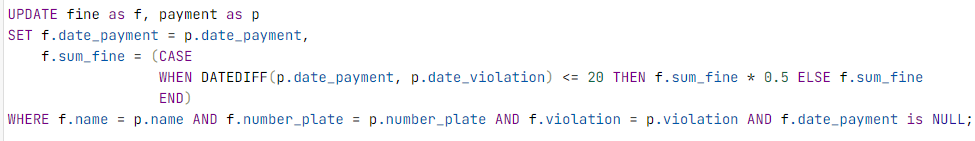 UPDATE fine as f, payment as p
SET f.date_payment = p.date_payment,
f.sum_fine = (CASE
WHEN DATEDIFF(p.date_payment, p.date_violation) <= 20 THEN f.sum_fine * 0.5 ELSE f.sum_fine
END)
WHERE f.name = p.name AND f.number_plate = p.number_plate AND f.violation = p.violation AND f.date_payment is NULL;